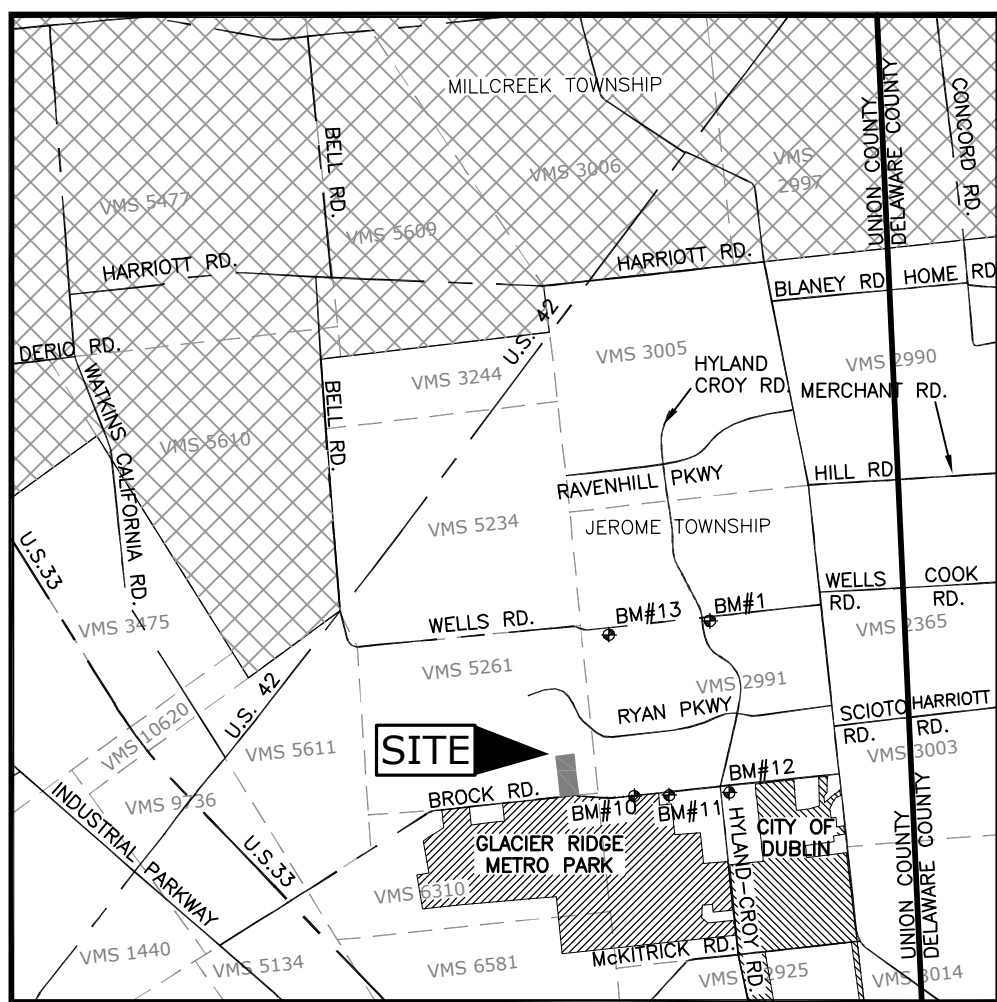 MILLCREEK TOWNSHIP
UNION COUNTY
DELAWARE COUNTY
CONCORD RD.
BELL RD.
VMS 3006
VMS
2997
VMS 5477
VMS 5609
HARRIOTT RD.
HARRIOTT RD.
BLANEY RD
HOME RD
U.S. 42
DERIO RD.
VMS 3005
VMS 2990
HYLAND
CROY RD.
MERCHANT RD.
VMS 3244
WATKINS CALIFORNIA RD.
BELL RD.
VMS 5610
HILL RD
RAVENHILL PKWY
VMS 5234
JEROME TOWNSHIP
U.S.33
WELLS
RD.
COOK
RD.
BM#13
BM#1
WELLS RD.
VMS 3475
VMS 2365
VMS 5261
VMS 2991
U.S. 42
RYAN PKWY
SCIOTO
RD.
HARRIOTT
RD.
VMS 10620
VMS 5611
SITE
VMS 3003
BM#12
BROCK RD.
BM#10
BM#11
VMS 9736
INDUSTRIAL PARKWAY
GLACIER RIDGE
METRO PARK
HYLAND-CROY RD.
CITY OF
DUBLIN
UNION COUNTY
DELAWARE COUNTY
U.S.33
VMS 6310
McKITRICK RD.
VMS 1440
VMS 5134
VMS 6581
VMS 2925
VMS 3014